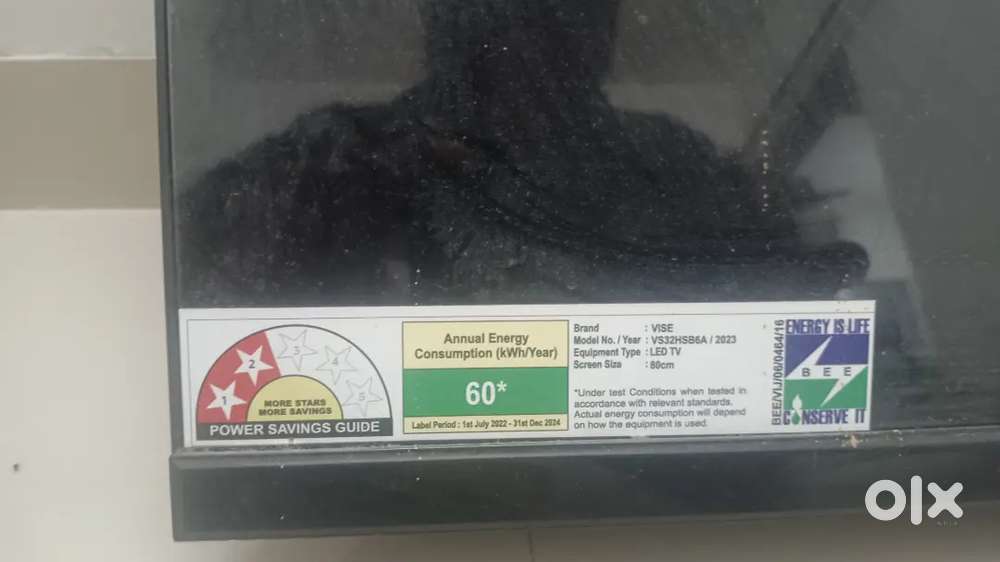 1
2
3
5
MORE STARS
MORE SAVINGS
POWER SAVINGS GUIDE
Annual Energy
Consumption (kWh/Year)
60*
Label Period : 1st July 2022 - 31st Dec 2024
Brand : VISE
Model No. / Year : VS32HSB6A / 2023
Equipment Type : LED TV
Screen Size : 80cm
*Under test Conditions when tested in
accordance with relevant standards.
Actual energy consumption will depend
on how the equipment is used.
BEE/VIJ/06/0464/16
ENERGY IS LIFE
BEE
CONSERVE IT
olx